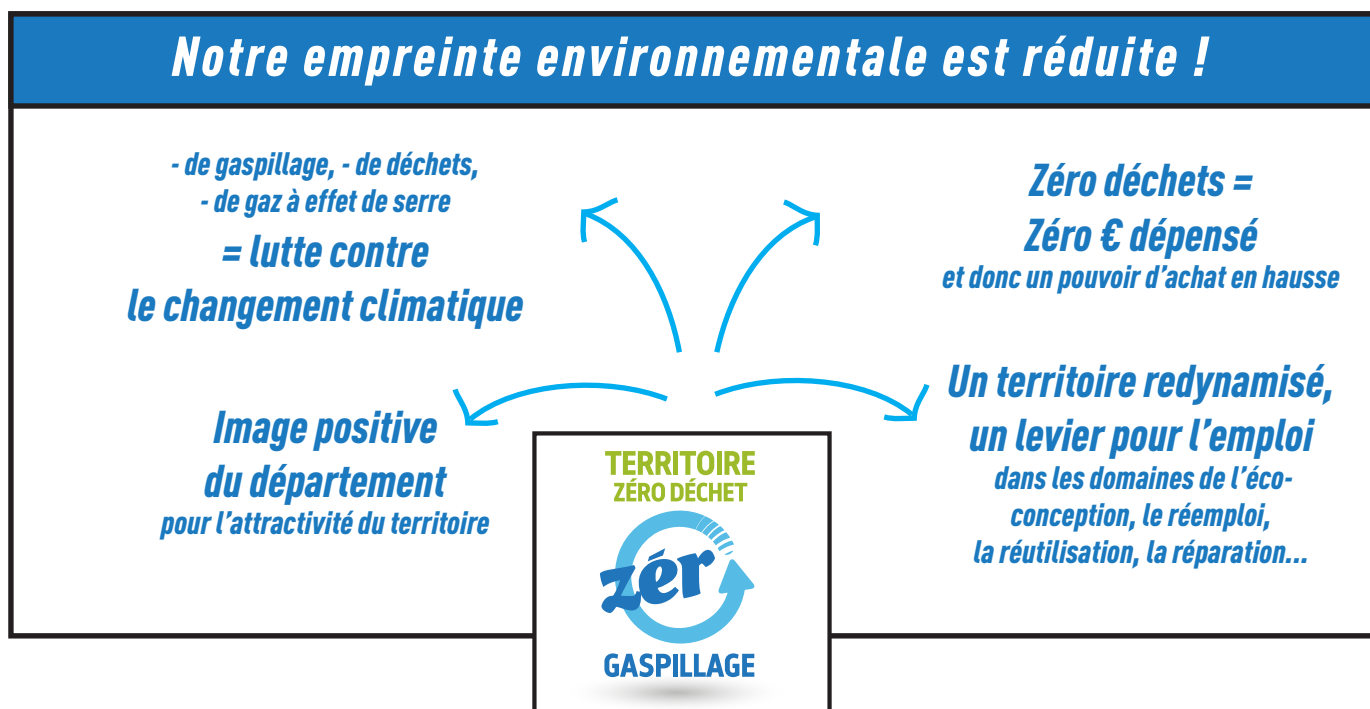 Notre empreinte environnementale est réduite !
- de gaspillage, - de déchets,
- de gaz à effet de serre
= lutte contre
le changement climatique
Zéro déchets =
Zéro € dépensé
et donc un pouvoir d'achat en hausse
Image positive
du département
pour l'attractivité du territoire
Un territoire redynamisé,
un levier pour l'emploi
dans les domaines de l'éco-
conception, le réemploi,
la réutilisation, la réparation...
TERRITOIRE
ZÉRO DÉCHET
zér
GASPILLAGE